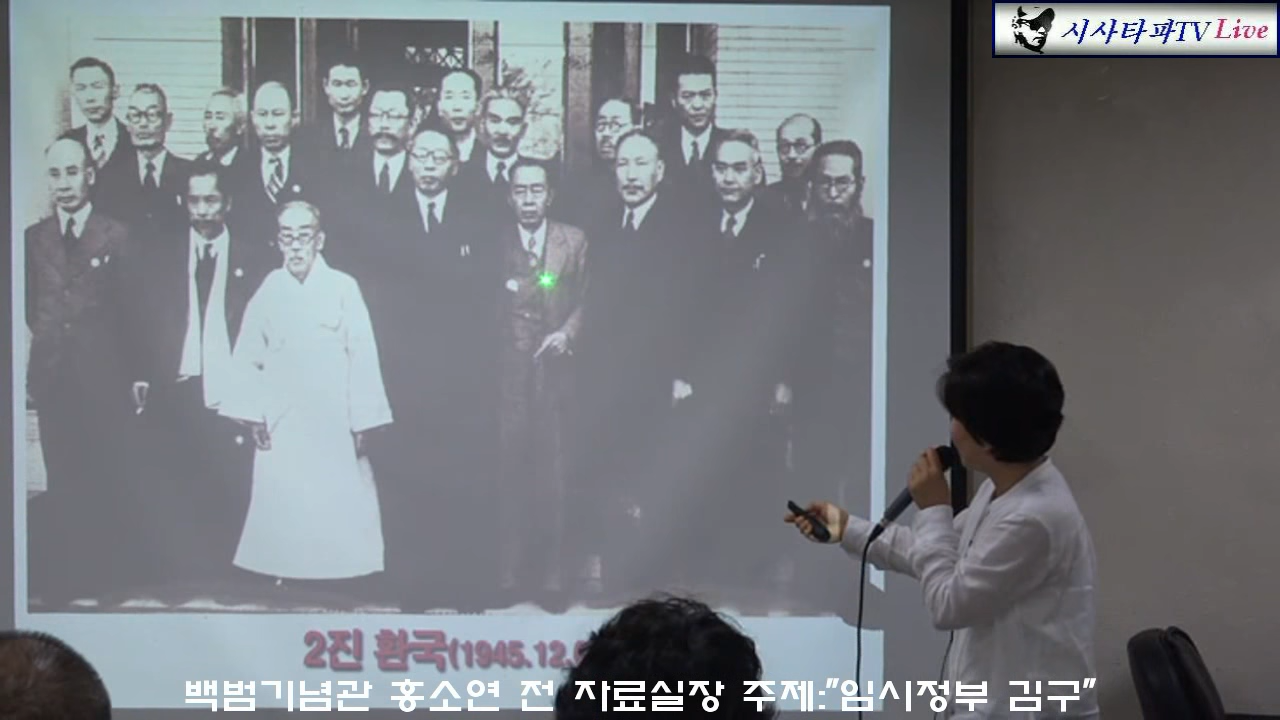 시사타파TV Live
2진 환국(1945.12.
백범기념관 홍소연 전 자료실장 주제:"임시정부 김구"